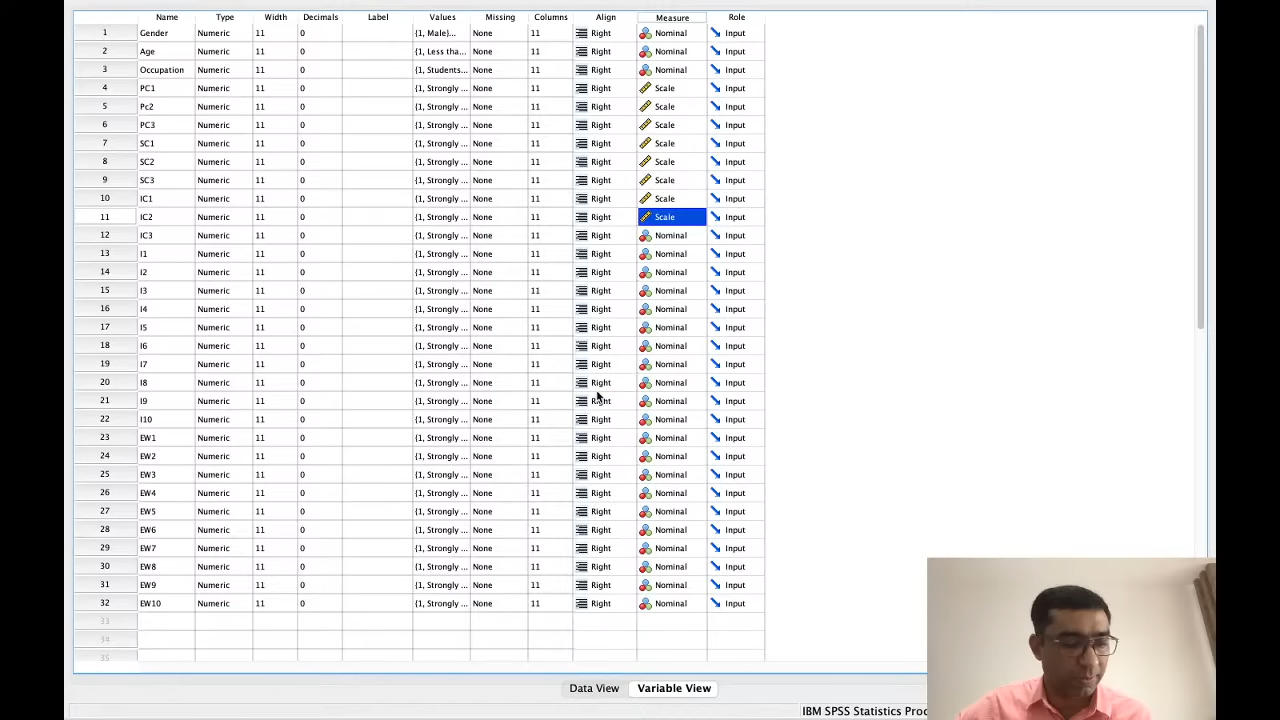 Name Type Width Decimals Label Values Missing Columns Align Measure Role
1 Gender Numeric 11 0 {1, Male}... None 11 Right Nominal Input
2 Age Numeric 11 0 {1, Less tha... None 11 Right Nominal Input
3 Occupation Numeric 11 0 {1, Students... None 11 Right Nominal Input
4 PC1 Numeric 11 0 {1, Strongly ... None 11 Right Scale Input
5 Pc2 Numeric 11 0 {1, Strongly ... None 11 Right Scale Input
6 PC3 Numeric 11 0 {1, Strongly ... None 11 Right Scale Input
7 SC1 Numeric 11 0 {1, Strongly ... None 11 Right Scale Input
8 SC2 Numeric 11 0 {1, Strongly ... None 11 Right Scale Input
9 SC3 Numeric 11 0 {1, Strongly ... None 11 Right Scale Input
10 IC1 Numeric 11 0 {1, Strongly ... None 11 Right Scale Input
11 IC2 Numeric 11 0 {1, Strongly ... None 11 Right Scale Input
12 IC3 Numeric 11 0 {1, Strongly ... None 11 Right Nominal Input
13 I1 Numeric 11 0 {1, Strongly ... None 11 Right Nominal Input
14 I2 Numeric 11 0 {1, Strongly ... None 11 Right Nominal Input
15 I3 Numeric 11 0 {1, Strongly ... None 11 Right Nominal Input
16 I4 Numeric 11 0 {1, Strongly ... None 11 Right Nominal Input
17 I5 Numeric 11 0 {1, Strongly ... None 11 Right Nominal Input
18 I6 Numeric 11 0 {1, Strongly ... None 11 Right Nominal Input
19 I7 Numeric 11 0 {1, Strongly ... None 11 Right Nominal Input
20 I8 Numeric 11 0 {1, Strongly ... None 11 Right Nominal Input
21 I9 Numeric 11 0 {1, Strongly ... None 11 Right Nominal Input
22 I10 Numeric 11 0 {1, Strongly ... None 11 Right Nominal Input
23 EW1 Numeric 11 0 {1, Strongly ... None 11 Right Nominal Input
24 EW2 Numeric 11 0 {1, Strongly ... None 11 Right Nominal Input
25 EW3 Numeric 11 0 {1, Strongly ... None 11 Right Nominal Input
26 EW4 Numeric 11 0 {1, Strongly ... None 11 Right Nominal Input
27 EW5 Numeric 11 0 {1, Strongly ... None 11 Right Nominal Input
28 EW6 Numeric 11 0 {1, Strongly ... None 11 Right Nominal Input
29 EW7 Numeric 11 0 {1, Strongly ... None 11 Right Nominal Input
30 EW8 Numeric 11 0 {1, Strongly ... None 11 Right Nominal Input
31 EW9 Numeric 11 0 {1, Strongly ... None 11 Right Nominal Input
32 EW10 Numeric 11 0 {1, Strongly ... None 11 Right Nominal Input
33
34
35
Data View Variable View
IBM SPSS Statistics Proc